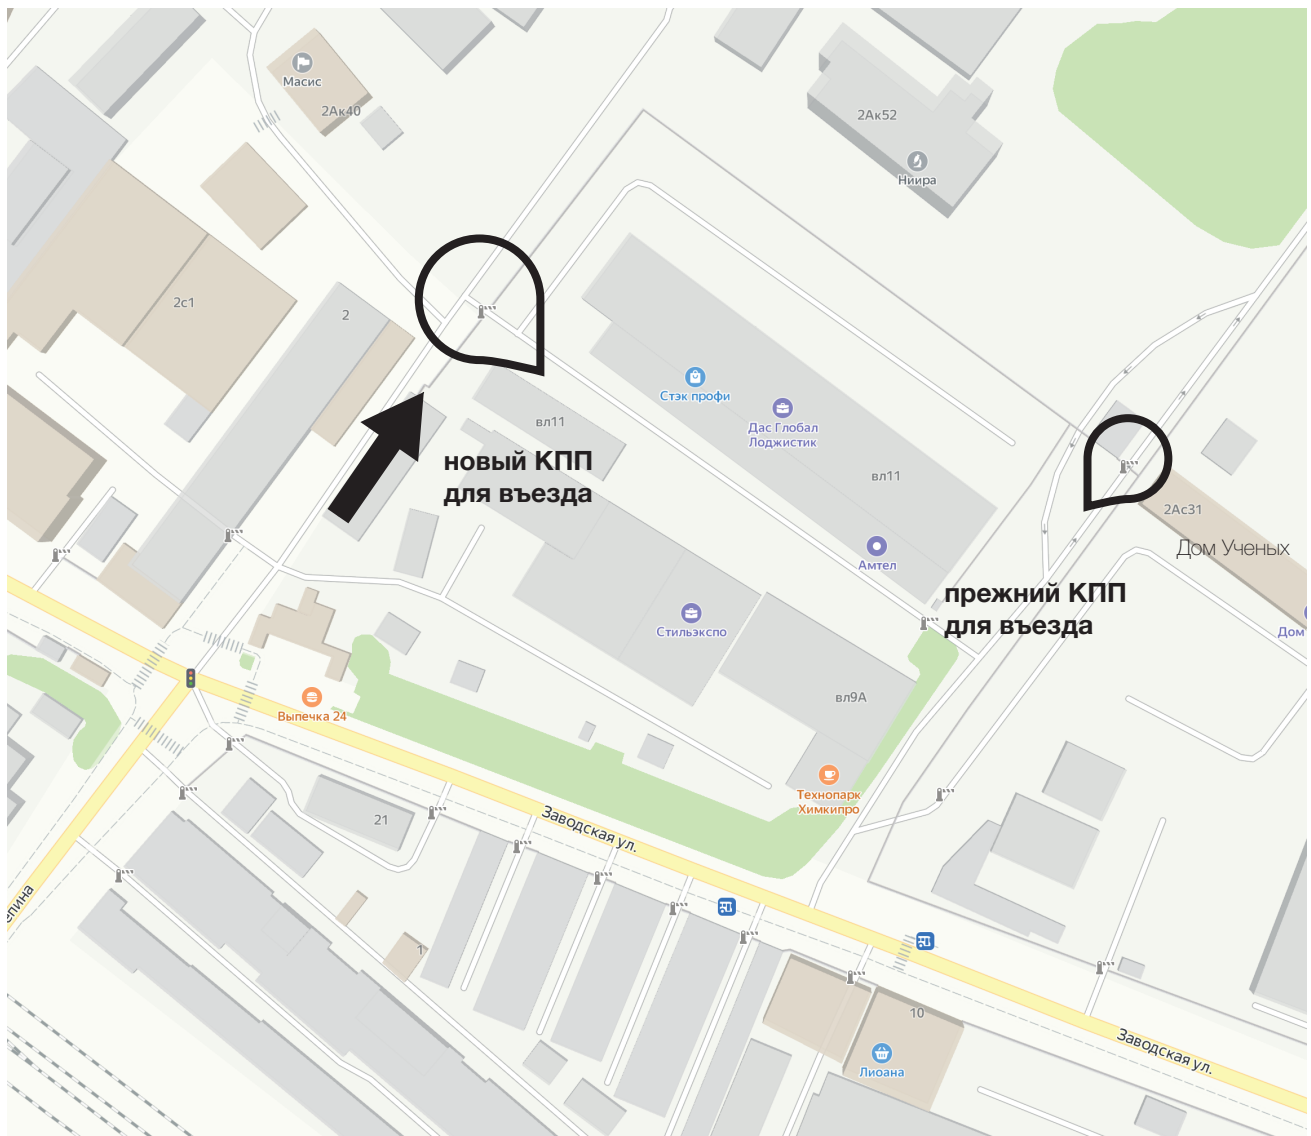 Масис
2Ак40
2Ак52
Ниира
2с1
2
Стэк профи
Дас Глобал
Лоджистик
вл11
новый КПП
для въезда
вл11
2Ас31
Дом Ученых
Амтел
прежний КПП
для въезда
Стильэкспо
Дом
вл9А
Выпечка 24
Технопарк
Химкипро
21
Заводская ул.
епина
1
10
Лиоана
Заводская ул.